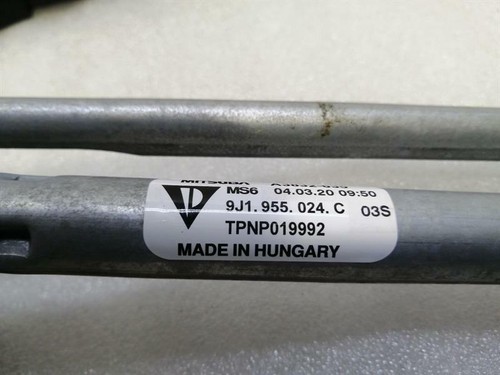 MITSUBA
MS6 04.03.20 09:50
9J1. 955. 024. C 03S
TPNP019992
MADE IN HUNGARY